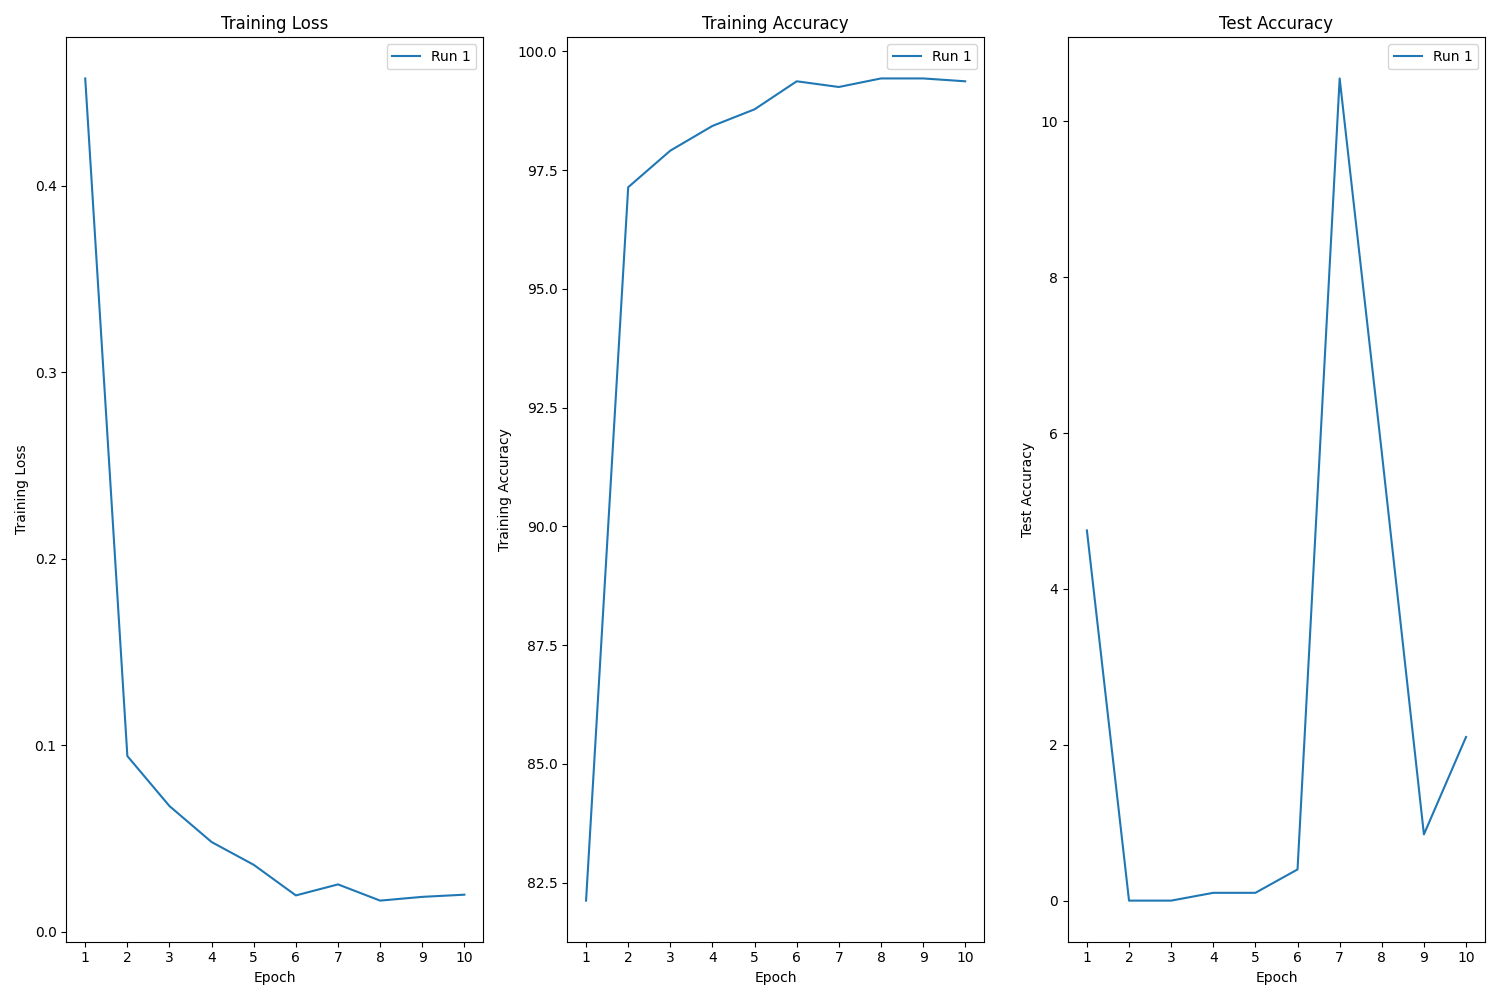 Training Loss
Run 1
0.4
0.3
0.2
0.1
0.0
Training Loss
1 2 3 4 5 6 7 8 9 10
Epoch
Training Accuracy
Run 1
100.0
97.5
95.0
92.5
90.0
87.5
85.0
82.5
Training Accuracy
1 2 3 4 5 6 7 8 9 10
Epoch
Test Accuracy
Run 1
10
8
6
4
2
0
Test Accuracy
1 2 3 4 5 6 7 8 9 10
Epoch